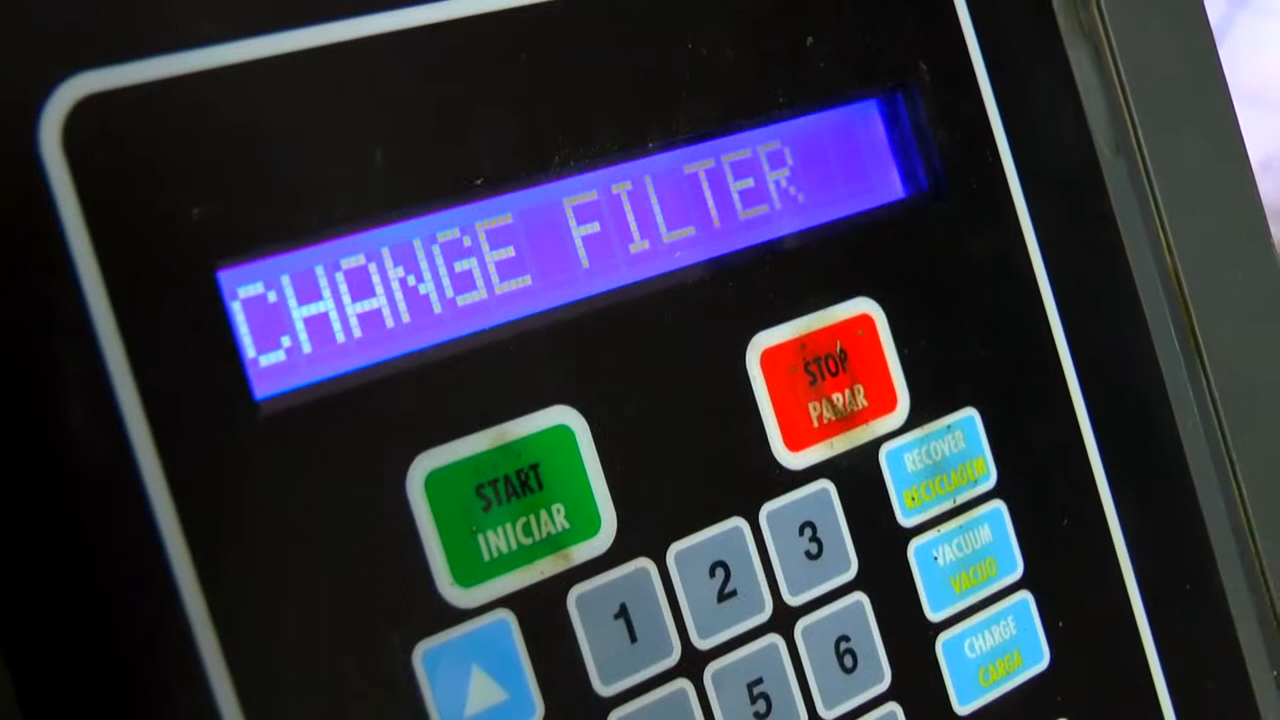 CHANGE FILTER
STOP
PARAR
START
INICIAR
RECOVER
RECICLAGEM
VACUUM
VACUO
CHARGE
CARGA
1
2
3
5
6